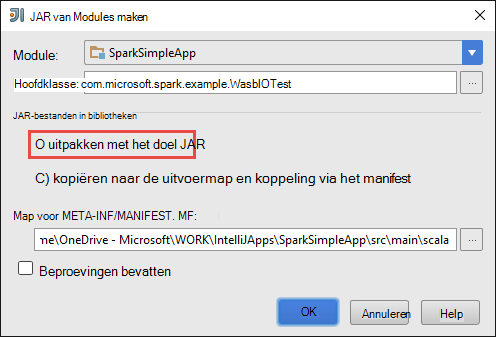 JAR van Modules maken
Module: SparkSimpleApp
Hoofdklasse: com.microsoft.spark.example.WasbIOTest ...
JAR-bestanden in bibliotheken
O uitpakken met het doel JAR
C) kopiëren naar de uitvoermap en koppeling via het manifest
Map voor META-INF/MANIFEST. MF:
me\OneDrive - Microsoft\WORK\IntelliJApps\SparkSimpleApp\src\main\scala ...
Beproevingen bevatten
OK Annuleren Help